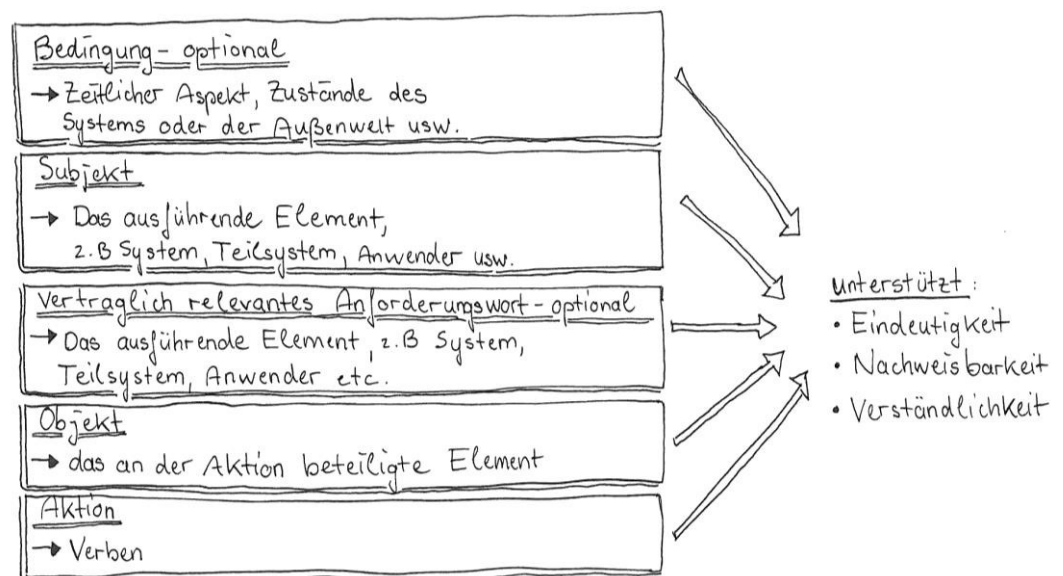 Bedingung - optional
→ Zeitlicher Aspekt, Zustände des
Systems oder der Außenwelt usw.
Subjekt
→ Das ausführende Element,
z.B System, Teilsystem, Anwender usw.
Vertraglich relevantes Anforderungswort - optional
→ Das ausführende Element, z.B System,
Teilsystem, Anwender etc.
Objekt
→ das an der Aktion beteiligte Element
Aktion
→ Verben
unterstützt:
• Eindeutigkeit
• Nachweisbarkeit
• Verständlichkeit